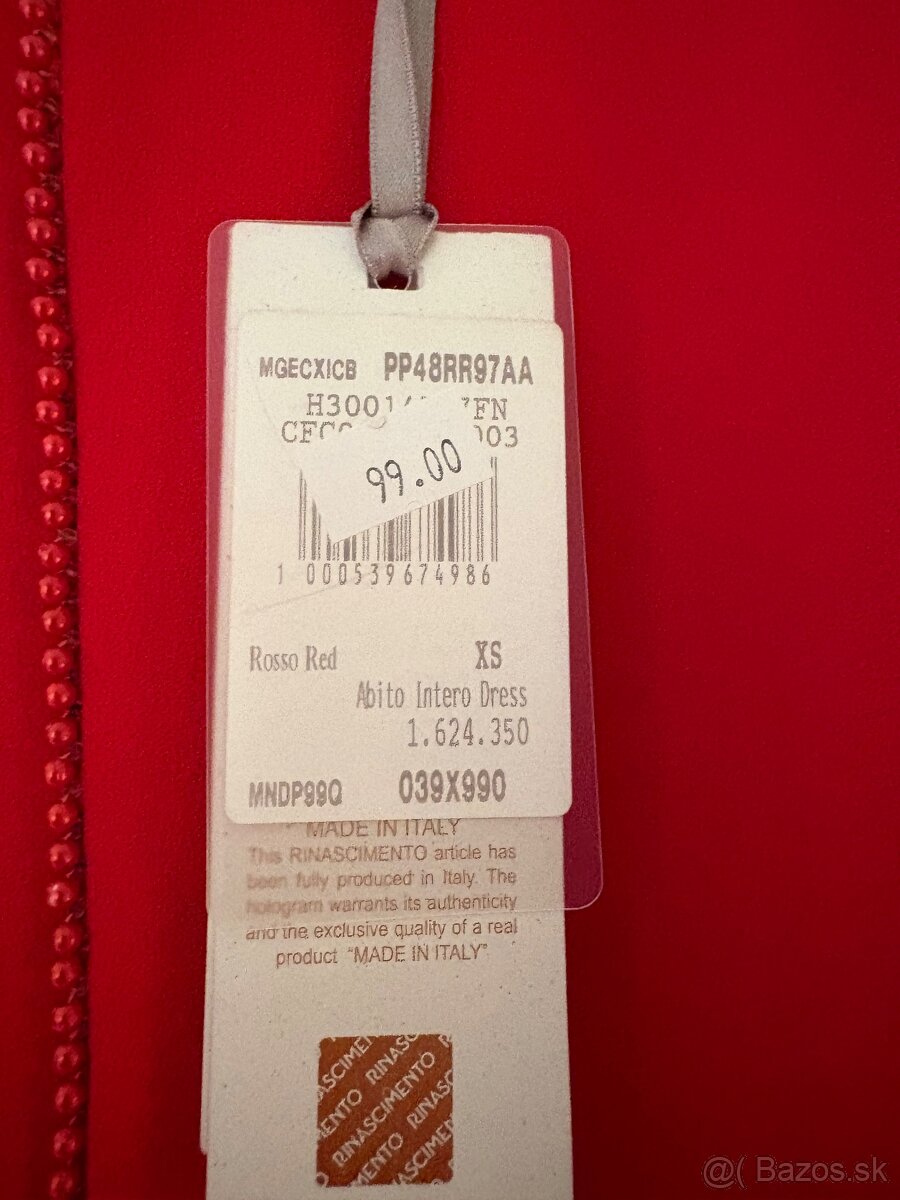 MGECXICB PP48RR97AA
99.00
1 000539674986
Rosso Red XS
Abito Intero Dress
1.624.350
MNDP99Q 039X990
MADE IN ITALY
This RINASCIMENTO article has
been fully produced in Italy. The
hologram warrants its authenticity
and the exclusive quality of a real
product "MADE IN ITALY"
RINASCIMENTO
RINASCIMENTO
@( Bazos.sk